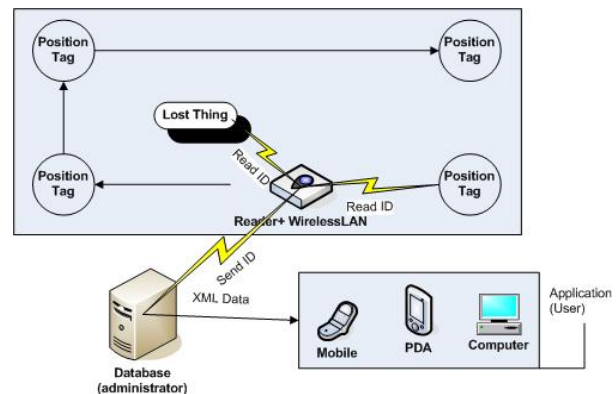 Position
Tag
Position
Tag
Lost Thing
Read ID
Position
Tag
Position
Tag
Read ID
Reader+ WirelessLAN
Send ID
XML Data
Application
(User)
Mobile
PDA
Computer
Database
(administrator)